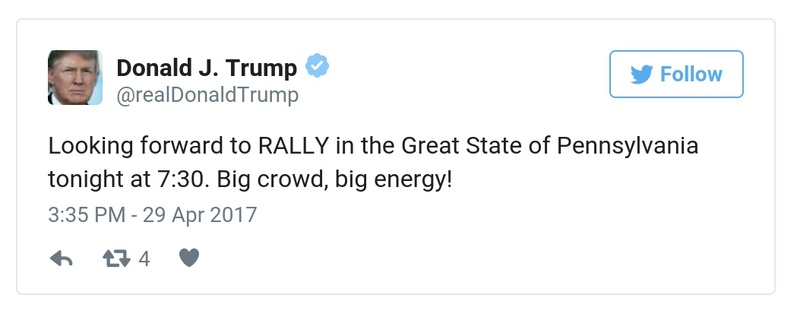 Donald J. Trump
@realDonaldTrump
Follow
Looking forward to RALLY in the Great State of Pennsylvania
tonight at 7:30. Big crowd, big energy!
3:35 PM - 29 Apr 2017
4